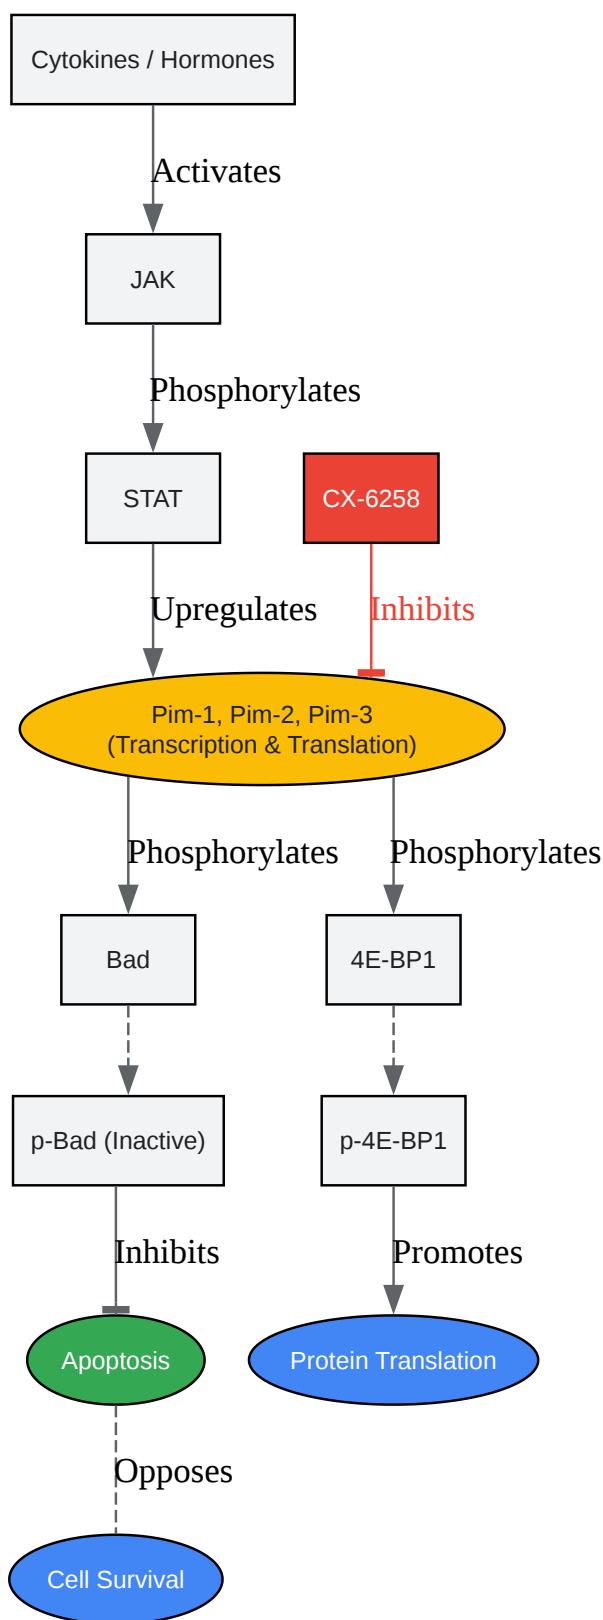 Cytokines / Hormones
Activates
JAK
Phosphorylates
STAT
CX-6258
Upregulates
Inhibits
Pim-1, Pim-2, Pim-3
(Transcription & Translation)
Phosphorylates
Phosphorylates
Bad
4E-BP1
p-Bad (Inactive)
p-4E-BP1
Inhibits
Promotes
Apoptosis
Protein Translation
Opposes
Cell Survival